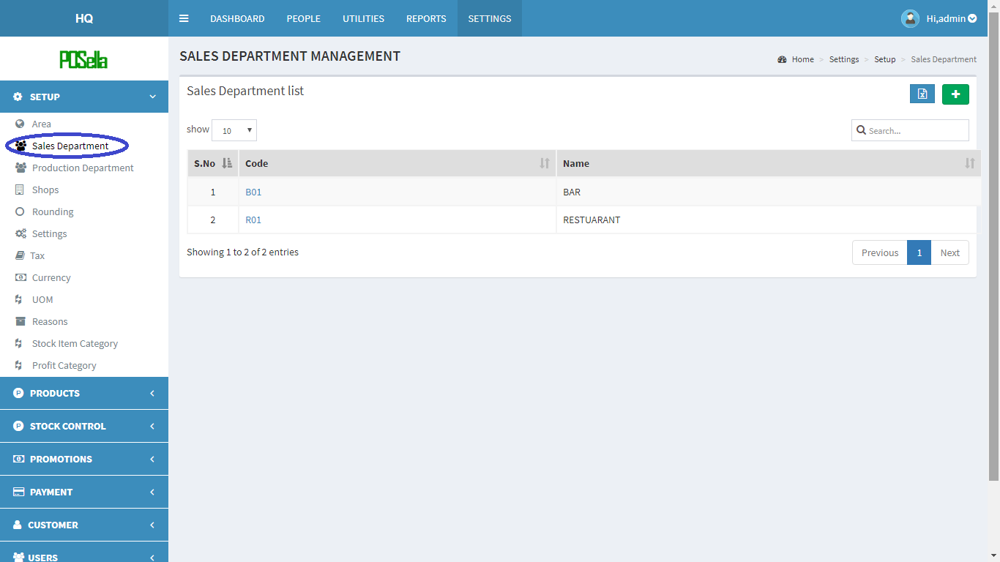 HQ
DASHBOARD PEOPLE UTILITIES REPORTS SETTINGS
Hi,admin
POSella
SETUP
Area
Sales Department
Production Department
Shops
Rounding
Settings
Tax
Currency
UOM
Reasons
Stock Item Category
Profit Category
PRODUCTS
STOCK CONTROL
PROMOTIONS
PAYMENT
CUSTOMER
USERS
SALES DEPARTMENT MANAGEMENT
Home > Settings > Setup > Sales Department
Sales Department list
show 10
Search...
S.No Code Name
1 B01 BAR
2 R01 RESTUARANT
Showing 1 to 2 of 2 entries
Previous 1 Next